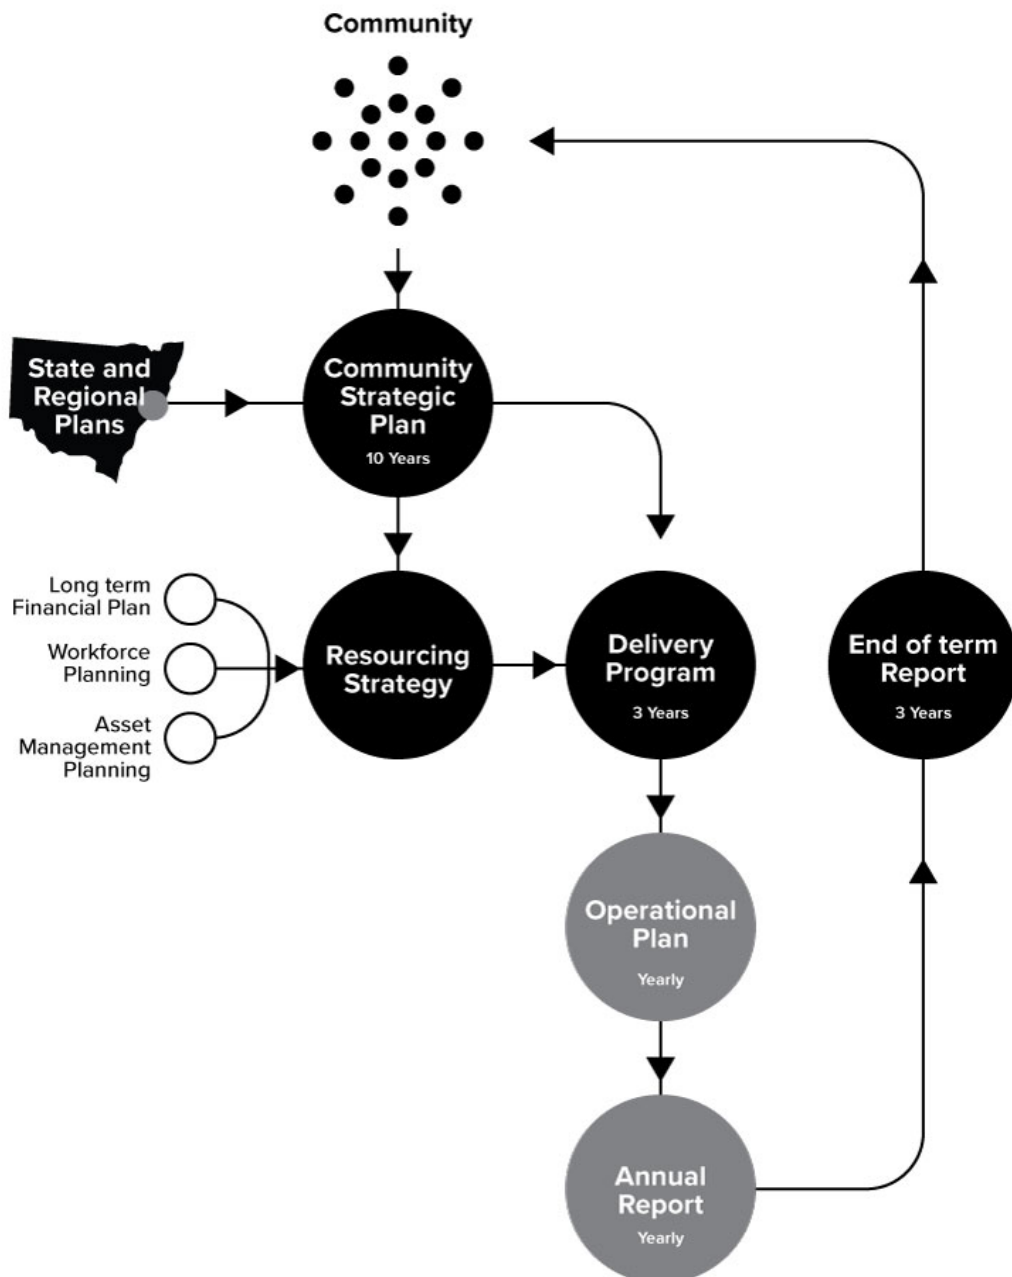 Community
State and
Regional
Plans
Community
Strategic
Plan
10 Years
Long term
Financial Plan
Workforce
Planning
Asset
Management
Planning
Resourcing
Strategy
Delivery
Program
3 Years
End of term
Report
3 Years
Operational
Plan
Yearly
Annual
Report
Yearly